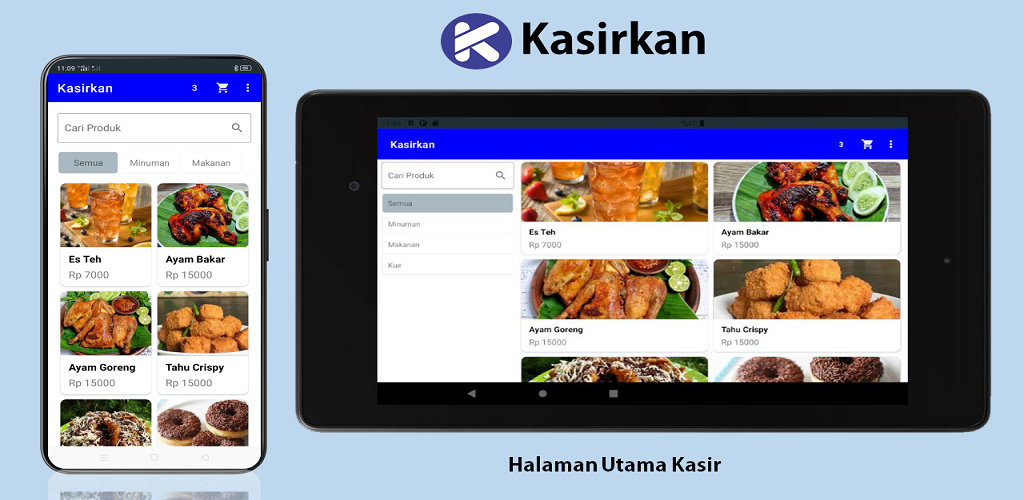 Kasirkan
11:09
Kasirkan 3
Cari Produk
Semua Minuman Makanan
Es Teh Ayam Bakar
Rp 7000 Rp 15000
Ayam Goreng Tahu Crispy
Rp 15000 Rp 15000
Kasirkan 3
Cari Produk
Semua
Minuman
Makanan
Kue
Es Teh Ayam Bakar
Rp 7000 Rp 15000
Ayam Goreng Tahu Crispy
Rp 15000 Rp 15000
Halaman Utama Kasir